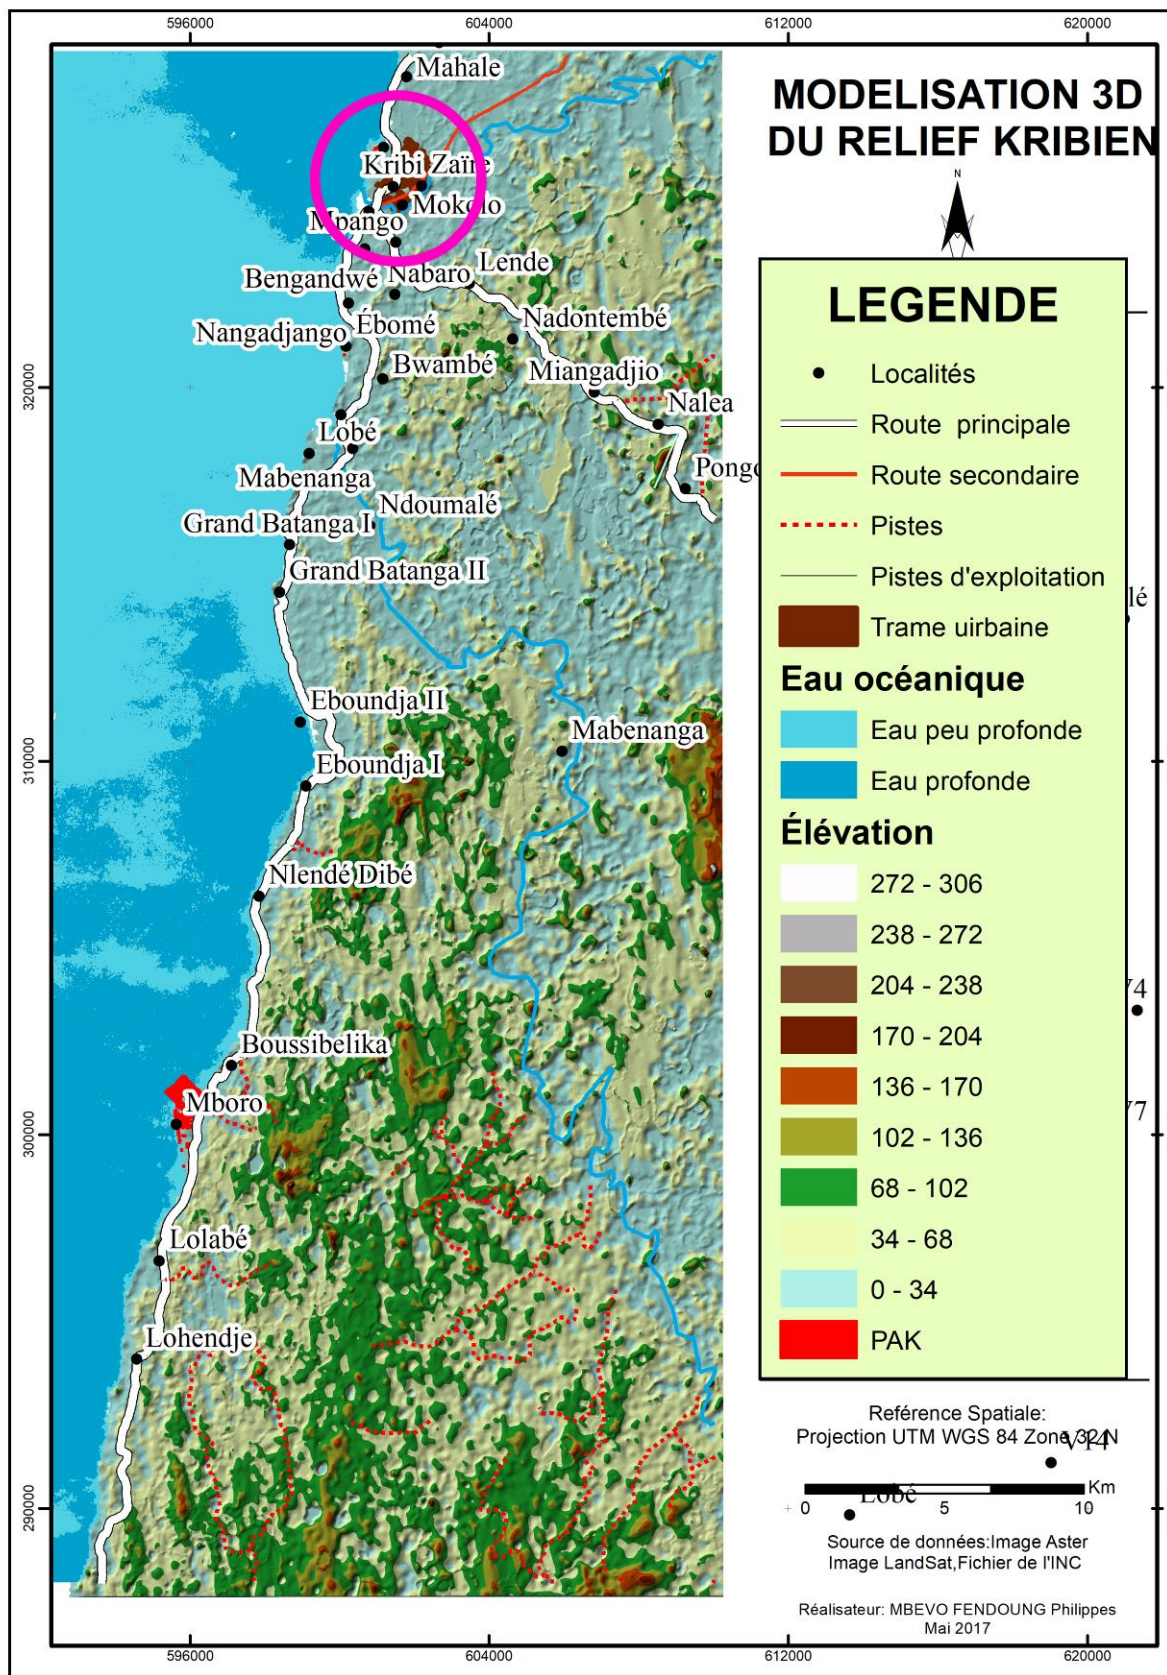 596000
604000
612000
620000
MODELISATION 3D
DU RELIEF KRIBIEN
N
Mahale
Kribi Zaïre
Mokolo
Mpango
Lende
Nabaro
Bengandwé
Nadontembé
Ébomé
Nangadjango
Bwambé
Miangadjio
Nalea
Lobé
Pongo
Mabenanga
Ndoumalé
Grand Batanga I
Grand Batanga II
Eboundja II
Mabenanga
Eboundja I
Nlendé Dibé
Boussibelika
Mboro
Lolabé
Lohendje
320000
310000
300000
290000
LEGENDE
Localités
Route principale
Route secondaire
Pistes
Pistes d'exploitation
Trame uirbaine
Eau océanique
Eau peu profonde
Eau profonde
Élévation
272 - 306
238 - 272
204 - 238
170 - 204
136 - 170
102 - 136
68 - 102
34 - 68
0 - 34
PAK
lé
V4
V7
Reférence Spatiale:
Projection UTM WGS 84 Zone 32 N
V14
Km
0 5 10
Lobé
Source de données:Image Aster
Image LandSat,Fichier de l'INC
Réalisateur: MBEVO FENDOUNG Philippes
Mai 2017
596000
604000
612000
620000